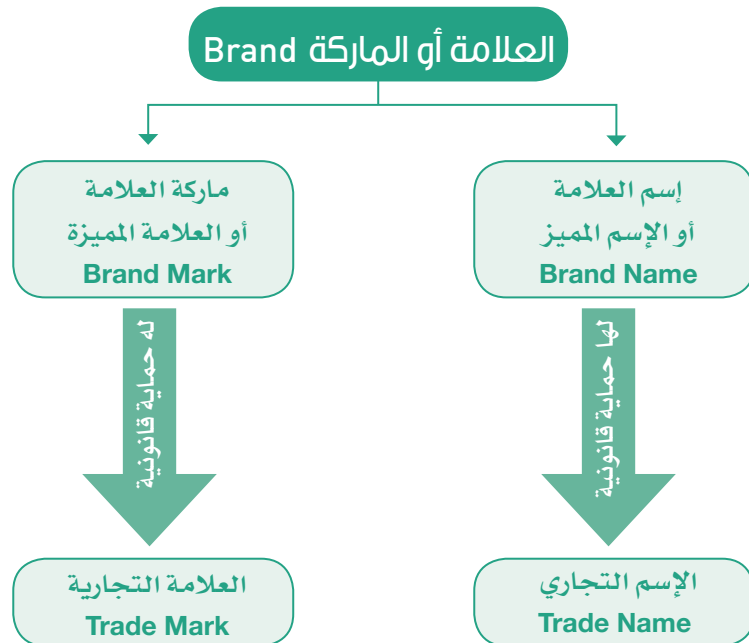 العلامة أو الماركة Brand
إسم العلامة
أو الإسم المميز
Brand Name
ماركة العلامة
أو العلامة المميزة
Brand Mark
لها حماية قانونية
له حماية قانونية
الإسم التجاري
Trade Name
العلامة التجارية
Trade Mark